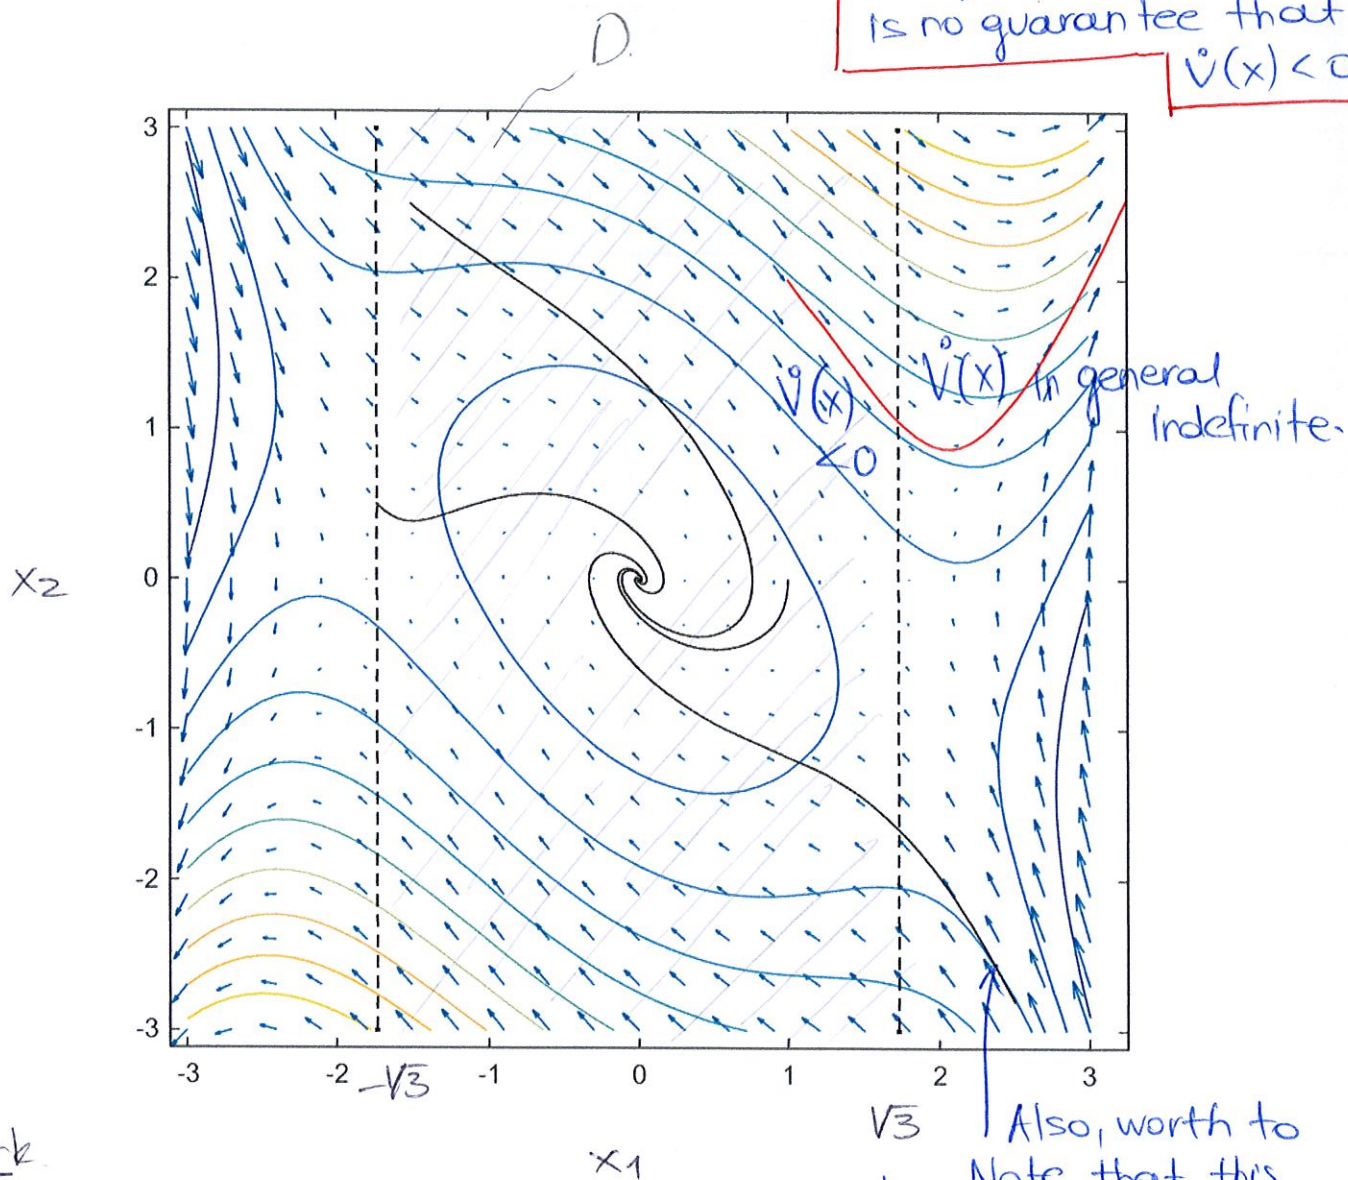 is no guarantee that
V̇(x) < 0
D
3
2
1
0
-1
-2
-3
x2
V̇(x)
<0
V̇(x) in general
indefinite.
-3
-2
-√3
-1
0
1
√3
2
3
x1
Also, worth to
Note that this